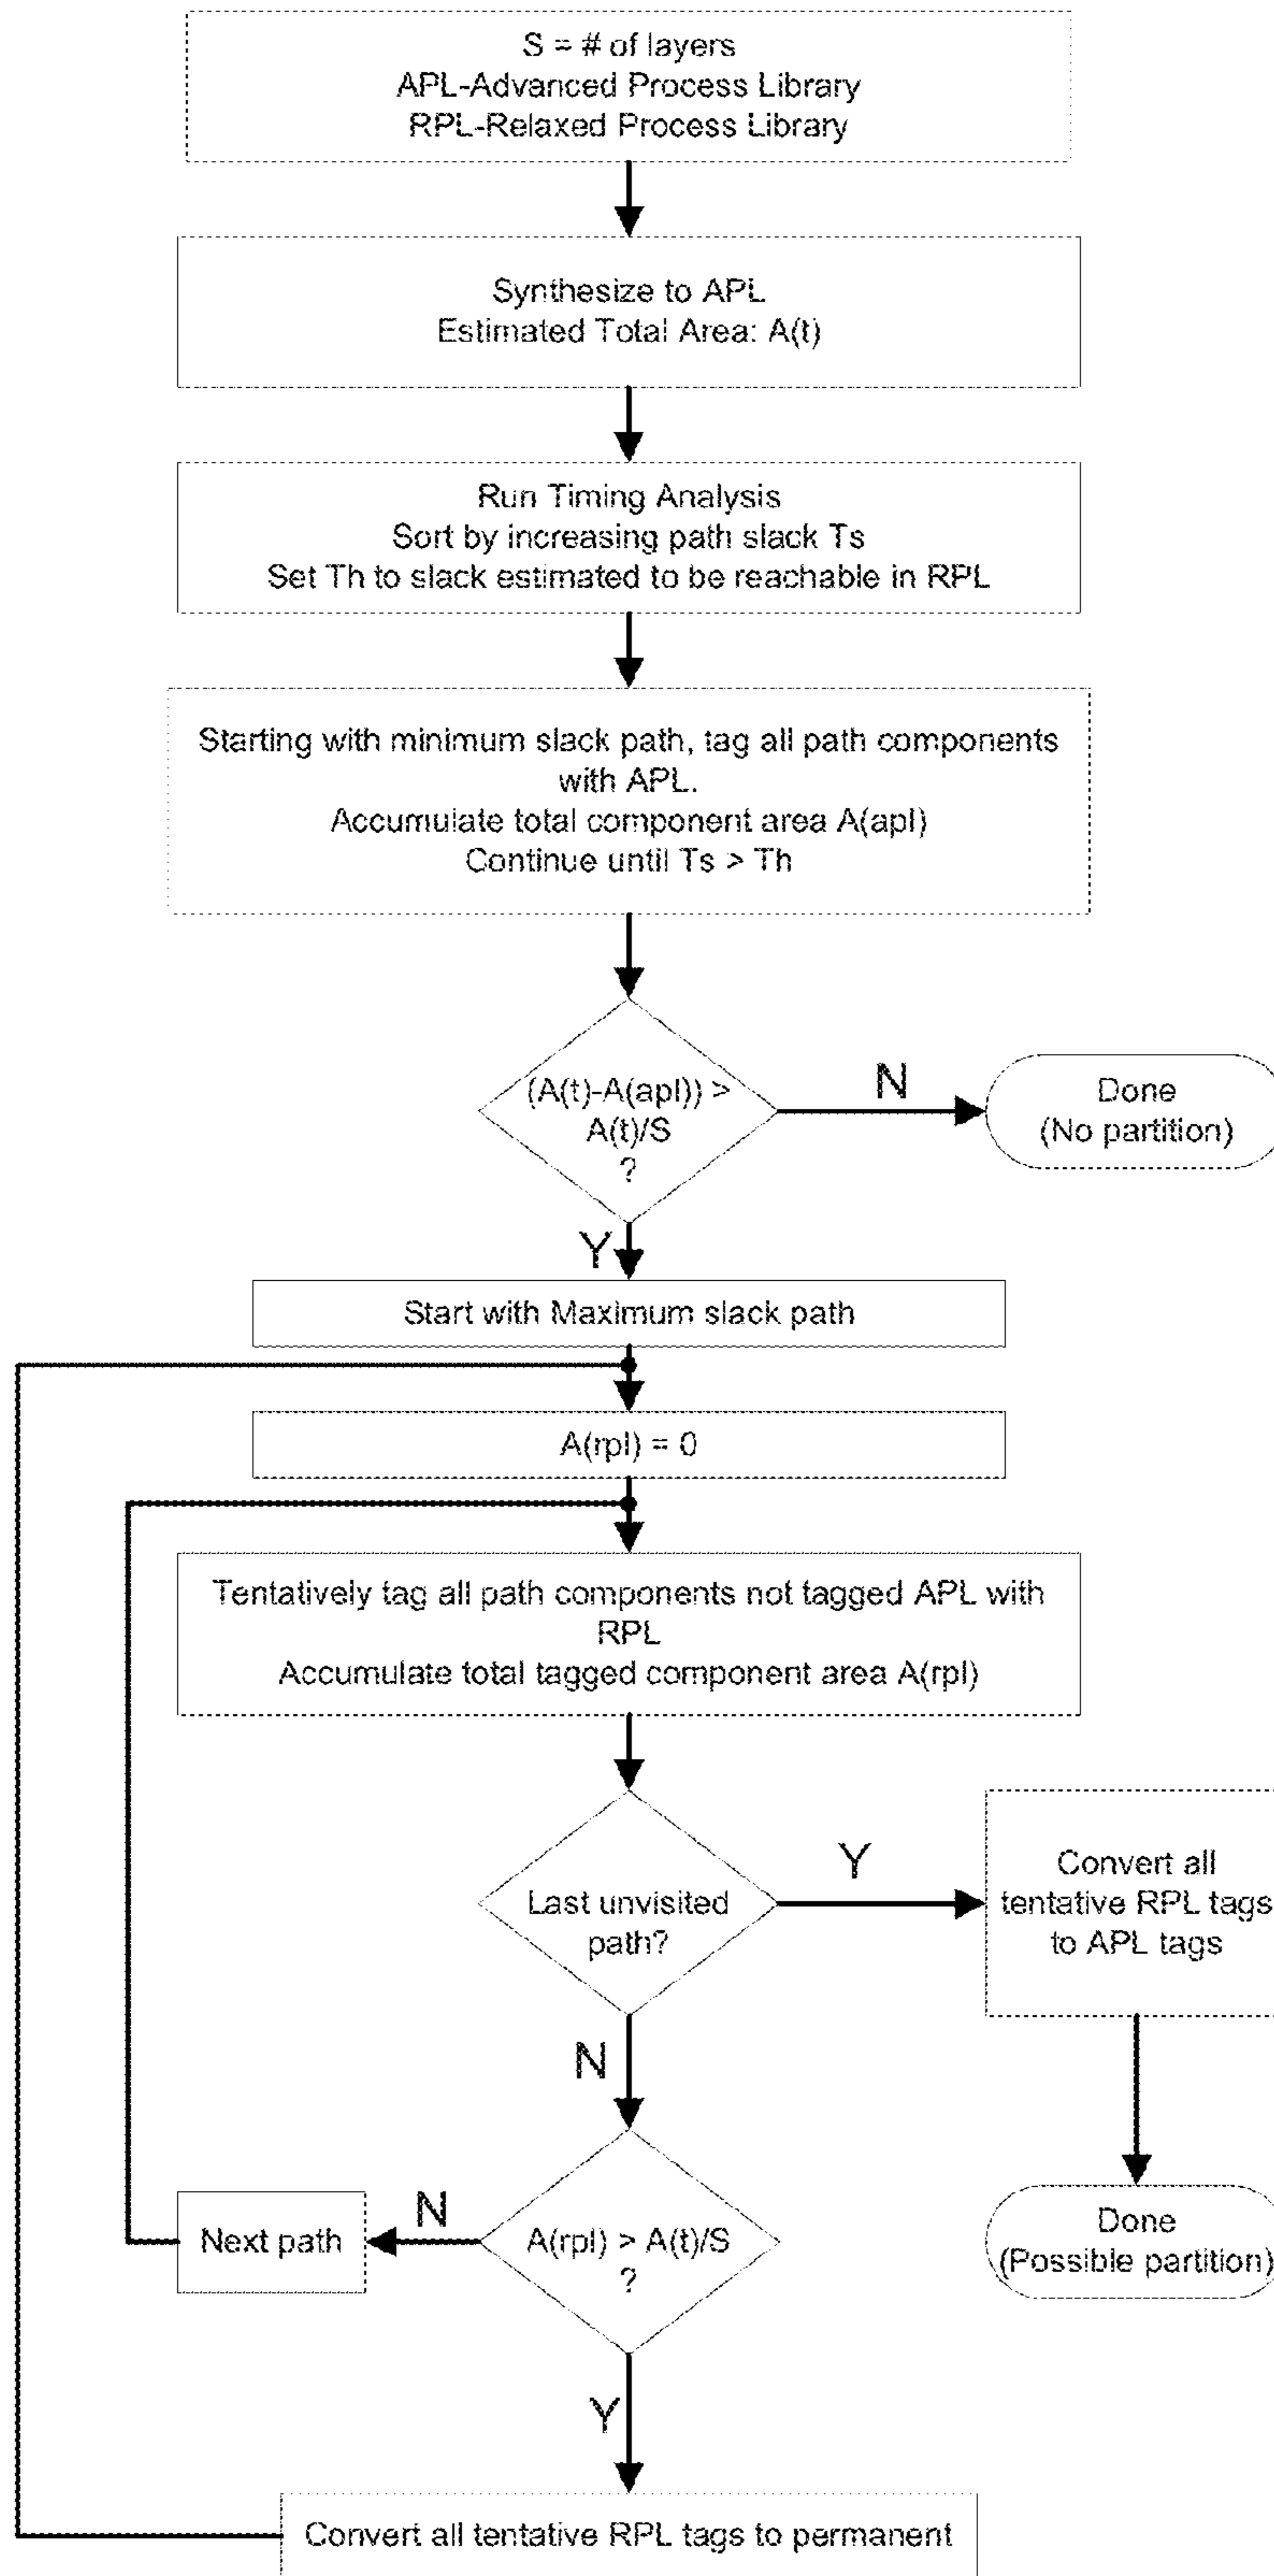 S = # of layers
APL-Advanced Process Library
RPL-Relaxed Process Library
Synthesize to APL
Estimated Total Area: A(t)
Run Timing Analysis
Sort by increasing path slack Ts
Set Th to slack estimated to be reachable in RPL
Starting with minimum slack path, tag all path components
with APL.
Accumulate total component area A(apl)
Continue until Ts > Th
(A(t)-A(apl)) >
A(t)/S
?
N
Done
(No partition)
Y
Start with Maximum slack path
A(rpl) = 0
Tentatively tag all path components not tagged APL with
RPL
Accumulate total tagged component area A(rpl)
Last unvisited
path?
Y
Convert all
tentative RPL tags
to APL tags
N
Done
(Possible partition)
A(rpl) > A(t)/S
?
N
Next path
Y
Convert all tentative RPL tags to permanent